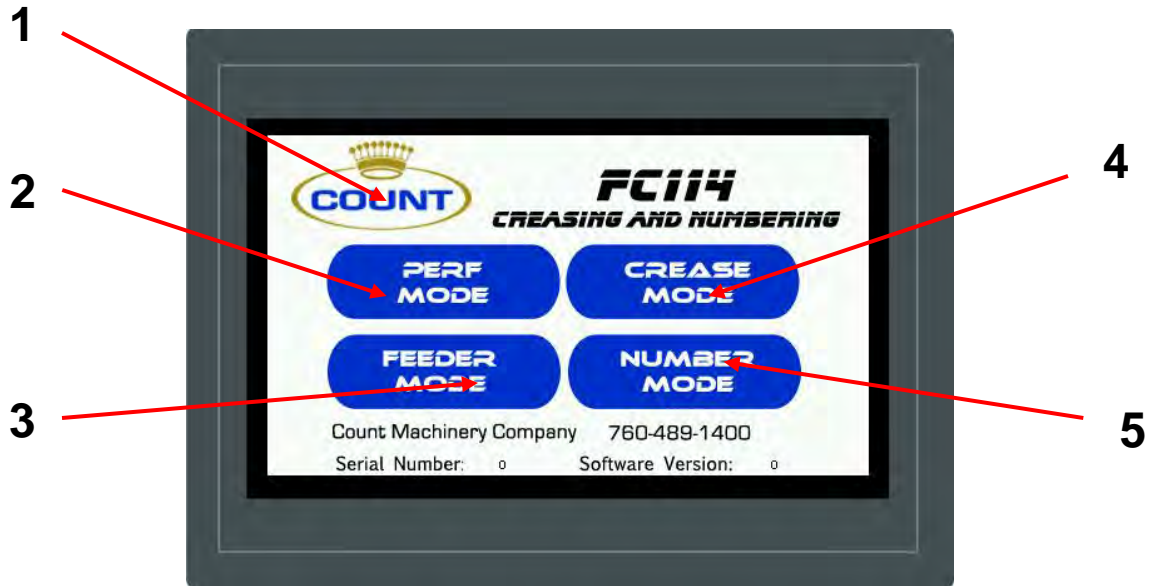 1
COUNT
FC114
CREASING AND NUMBERING
2
4
PERF
MODE
CREASE
MODE
FEEDER
MODE
NUMBER
MODE
3
5
Count Machinery Company 760-489-1400
Serial Number: 0 Software Version: 0